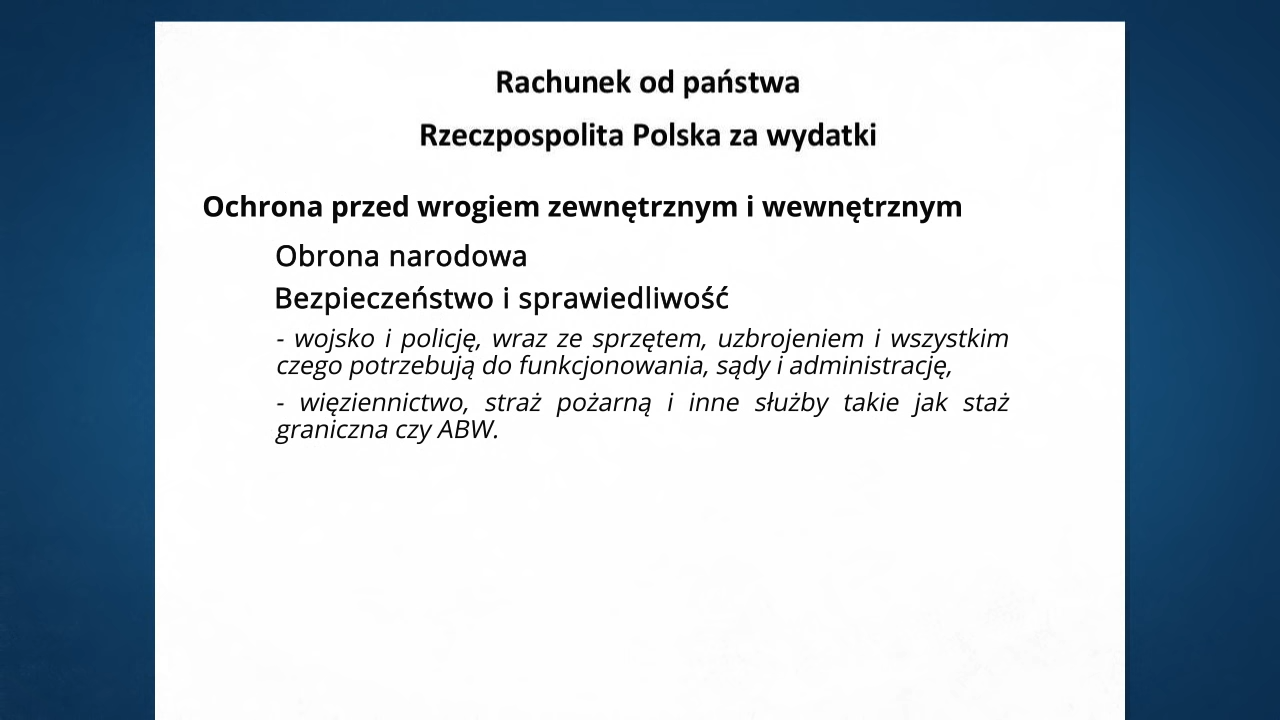 Rachunek od państwa
Rzeczpospolita Polska za wydatki
Ochrona przed wrogiem zewnętrznym i wewnętrznym
Obrona narodowa
Bezpieczeństwo i sprawiedliwość
- wojsko i policję, wraz ze sprzętem, uzbrojeniem i wszystkim
czego potrzebują do funkcjonowania, sądy i administrację,
- więziennictwo, straż pożarną i inne służby takie jak staż
graniczna czy ABW.